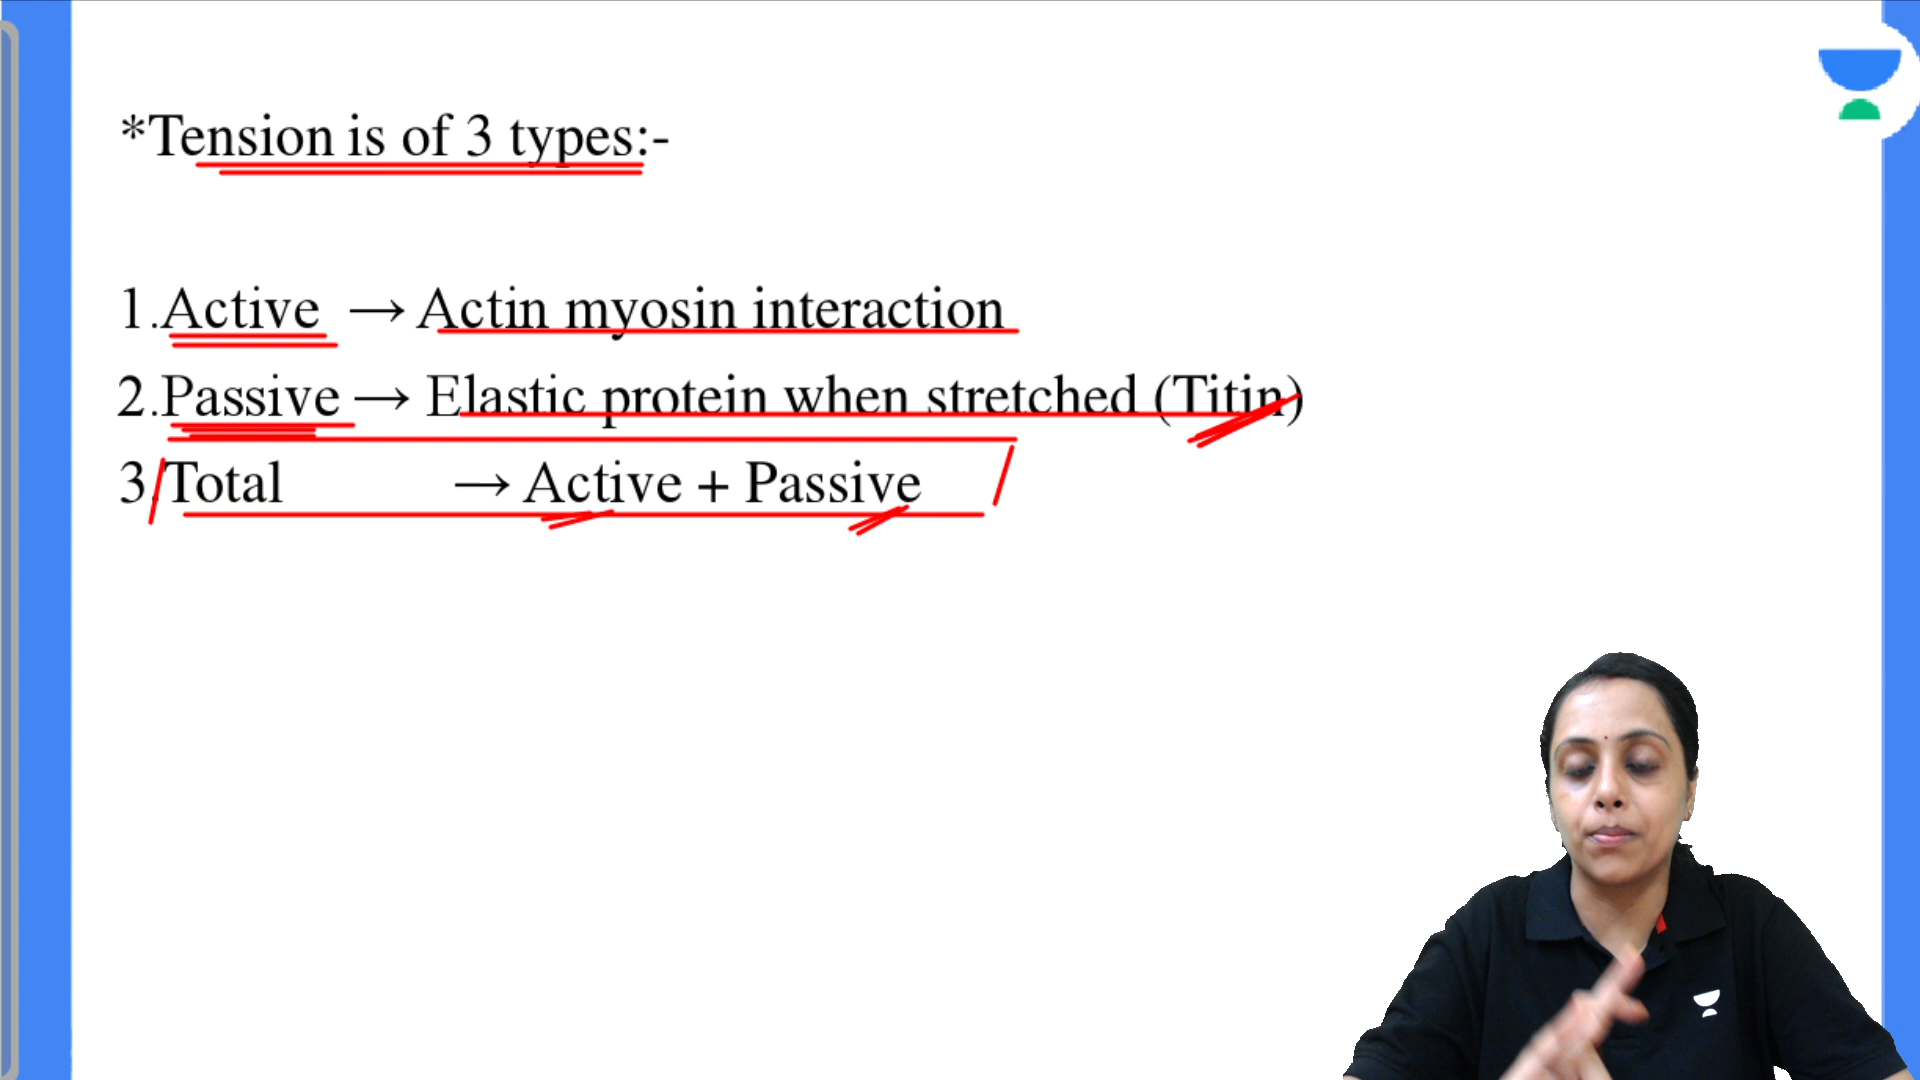 *Tension is of 3 types:-
1.Active → Actin myosin interaction
2.Passive → Elastic protein when stretched (Titin)
3.Total → Active + Passive